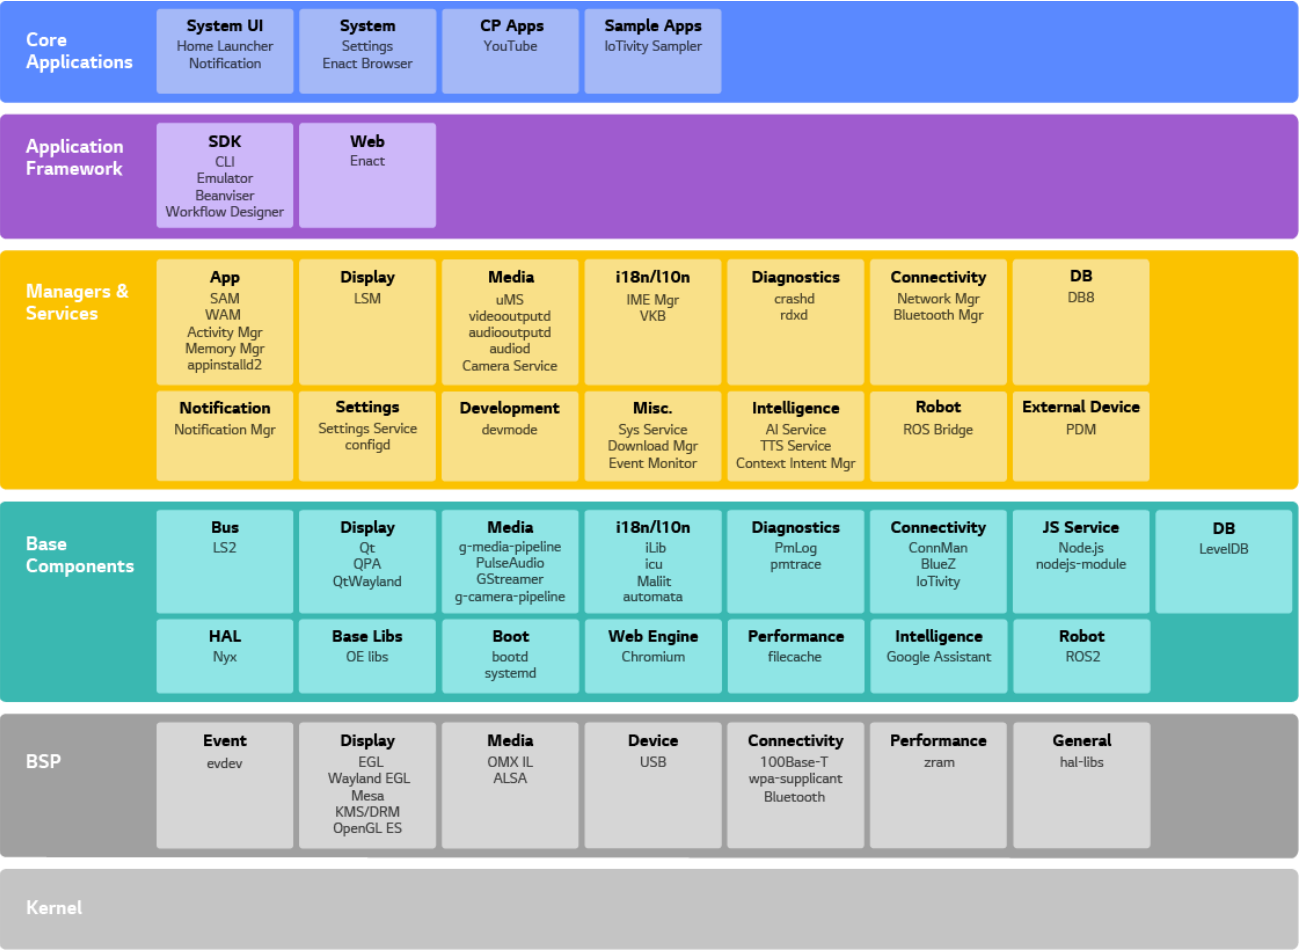 Core
Applications
System UI
Home Launcher
Notification
System
Settings
Enact Browser
CP Apps
YouTube
Sample Apps
IoTivity Sampler
Application
Framework
SDK
CLI
Emulator
Beanviser
Workflow Designer
Web
Enact
Managers &
Services
App
SAM
WAM
Activity Mgr
Memory Mgr
appinstalld2
Display
LSM
Media
uMS
videooutputd
audiooutputd
audiod
Camera Service
i18n/l10n
IME Mgr
VKB
Diagnostics
crashd
rdxd
Connectivity
Network Mgr
Bluetooth Mgr
DB
DB8
Notification
Notification Mgr
Settings
Settings Service
configd
Development
devmode
Misc.
Sys Service
Download Mgr
Event Monitor
Intelligence
AI Service
TTS Service
Context Intent Mgr
Robot
ROS Bridge
External Device
PDM
Base
Components
Bus
LS2
Display
Qt
QPA
QtWayland
Media
g-media-pipeline
PulseAudio
GStreamer
g-camera-pipeline
i18n/l10n
iLib
icu
Maliit
automata
Diagnostics
PmLog
pmtrace
Connectivity
ConnMan
BlueZ
IoTivity
JS Service
Node.js
nodejs-module
DB
LevelDB
HAL
Nyx
Base Libs
OE libs
Boot
bootd
systemd
Web Engine
Chromium
Performance
filecache
Intelligence
Google Assistant
Robot
ROS2
BSP
Event
evdev
Display
EGL
Wayland EGL
Mesa
KMS/DRM
OpenGL ES
Media
OMX IL
ALSA
Device
USB
Connectivity
100Base-T
wpa-supplicant
Bluetooth
Performance
zram
General
hal-libs
Kernel